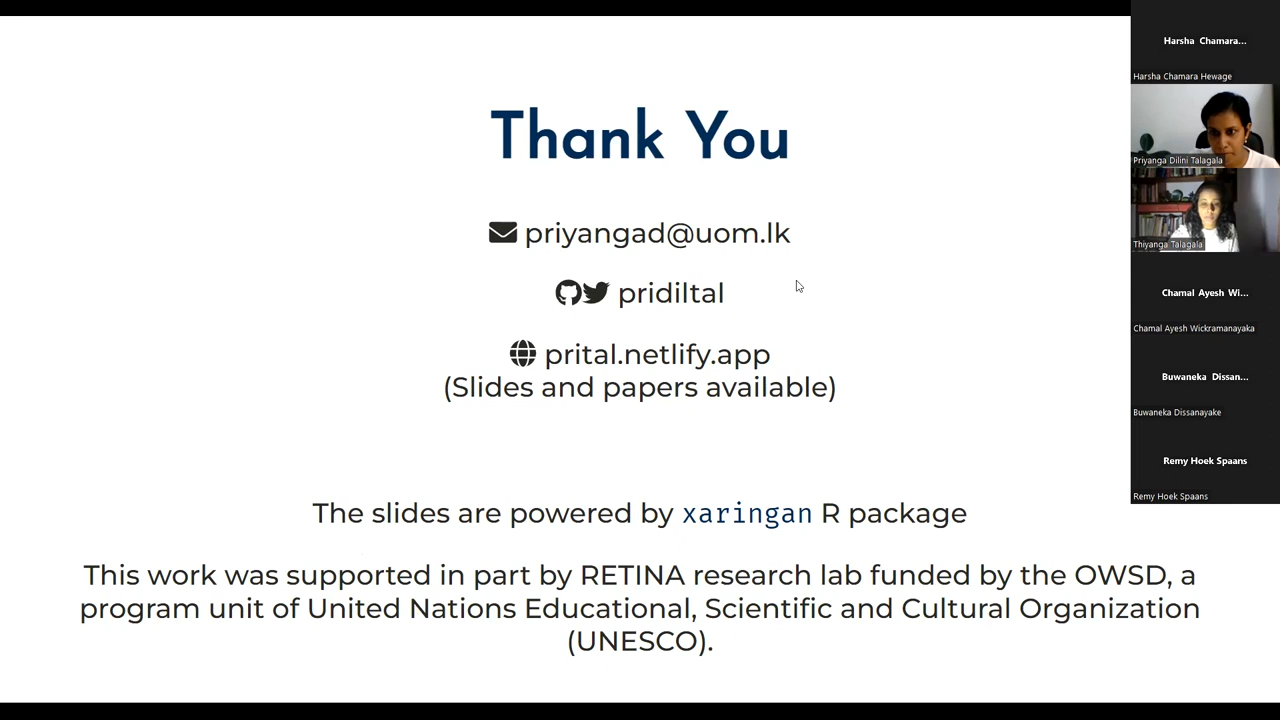 Thank You
priyangad@uom.lk
pridiltal
prital.netlify.app
(Slides and papers available)
The slides are powered by xaringan R package
This work was supported in part by RETINA research lab funded by the OWSD, a
program unit of United Nations Educational, Scientific and Cultural Organization
(UNESCO).
Harsha Chamara...
Harsha Chamara Hewage
Priyanga Dilini Talagala
Thiyanga Talagala
Chamal Ayesh Wi...
Chamal Ayesh Wickramanayaka
Buwaneka Dissan...
Buwaneka Dissanayake
Remy Hoek Spaans
Remy Hoek Spaans